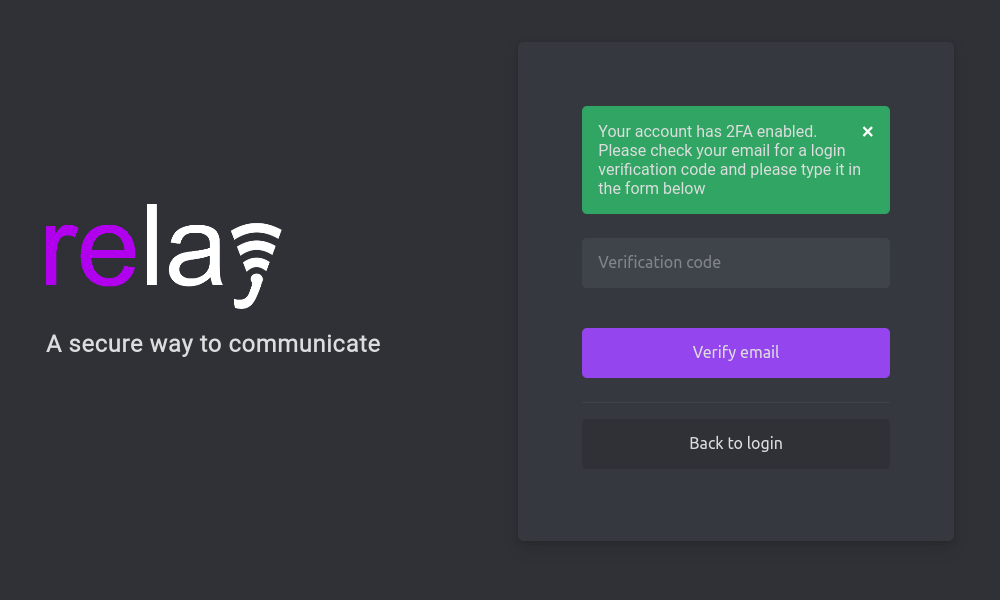 relay
A secure way to communicate
Your account has 2FA enabled.
Please check your email for a login
verification code and please type it in
the form below
Verification code
Verify email
Back to login